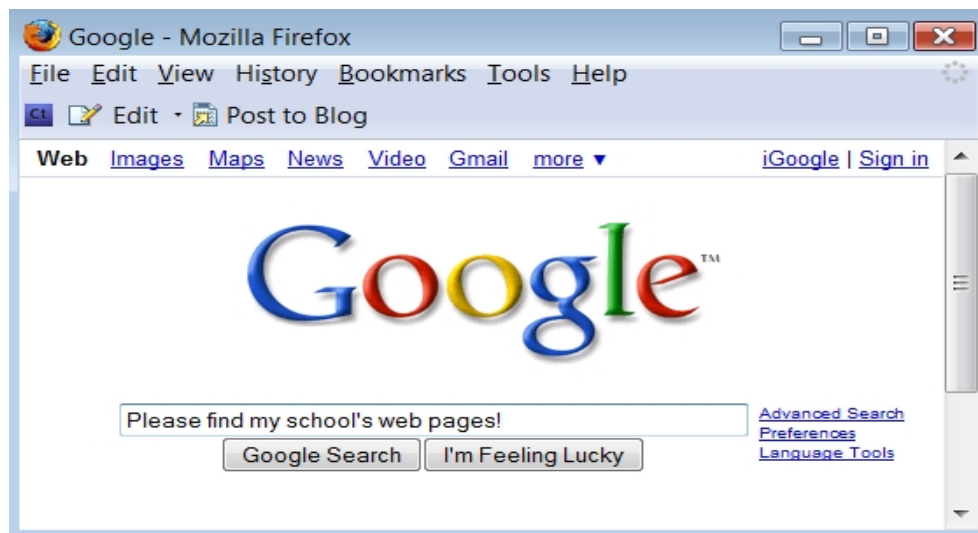 Google - Mozilla Firefox
File Edit View History Bookmarks Tools Help
Ct Edit Post to Blog
Web Images Maps News Video Gmail more ▼ iGoogle | Sign in
Google™
Please find my school's web pages! Advanced Search
Preferences
Google Search I'm Feeling Lucky Language Tools